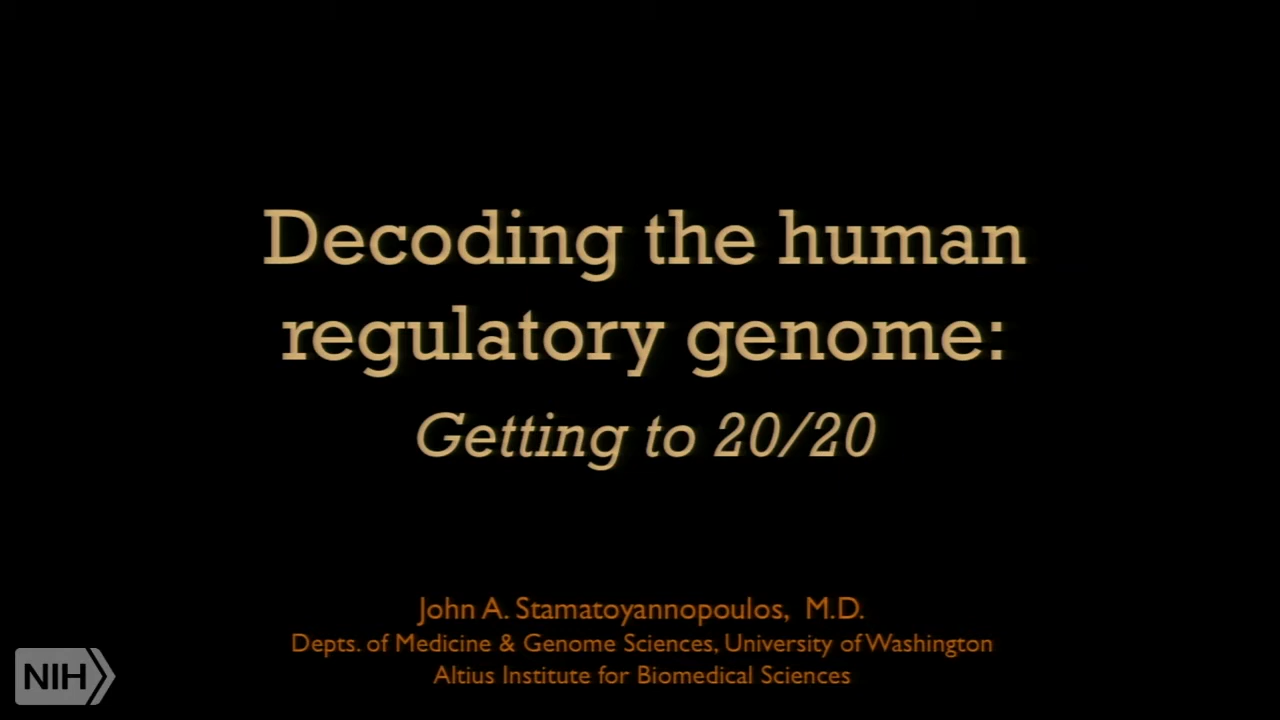 Decoding the human
regulatory genome:
Getting to 20/20
John A. Stamatoyannopoulos, M.D.
Depts. of Medicine & Genome Sciences, University of Washington
Altius Institute for Biomedical Sciences
NIH